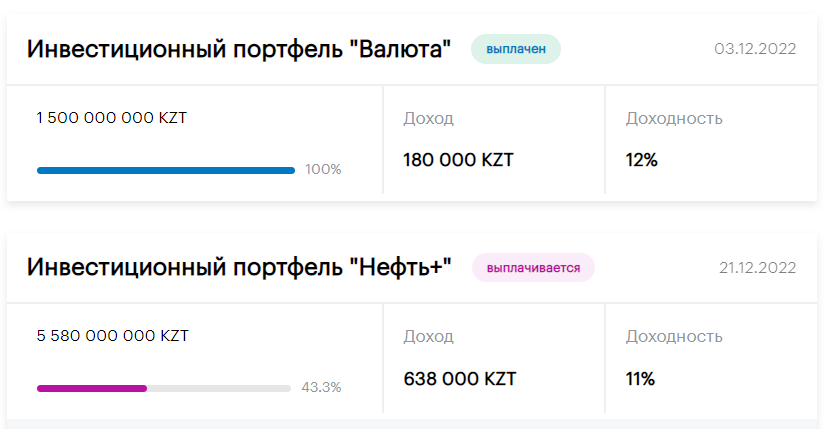 Инвестиционный портфель "Валюта" выплачен 03.12.2022
1 500 000 000 KZT Доход Доходность
100% 180 000 KZT 12%
Инвестиционный портфель "Нефть+" выплачивается 21.12.2022
5 580 000 000 KZT Доход Доходность
43.3% 638 000 KZT 11%